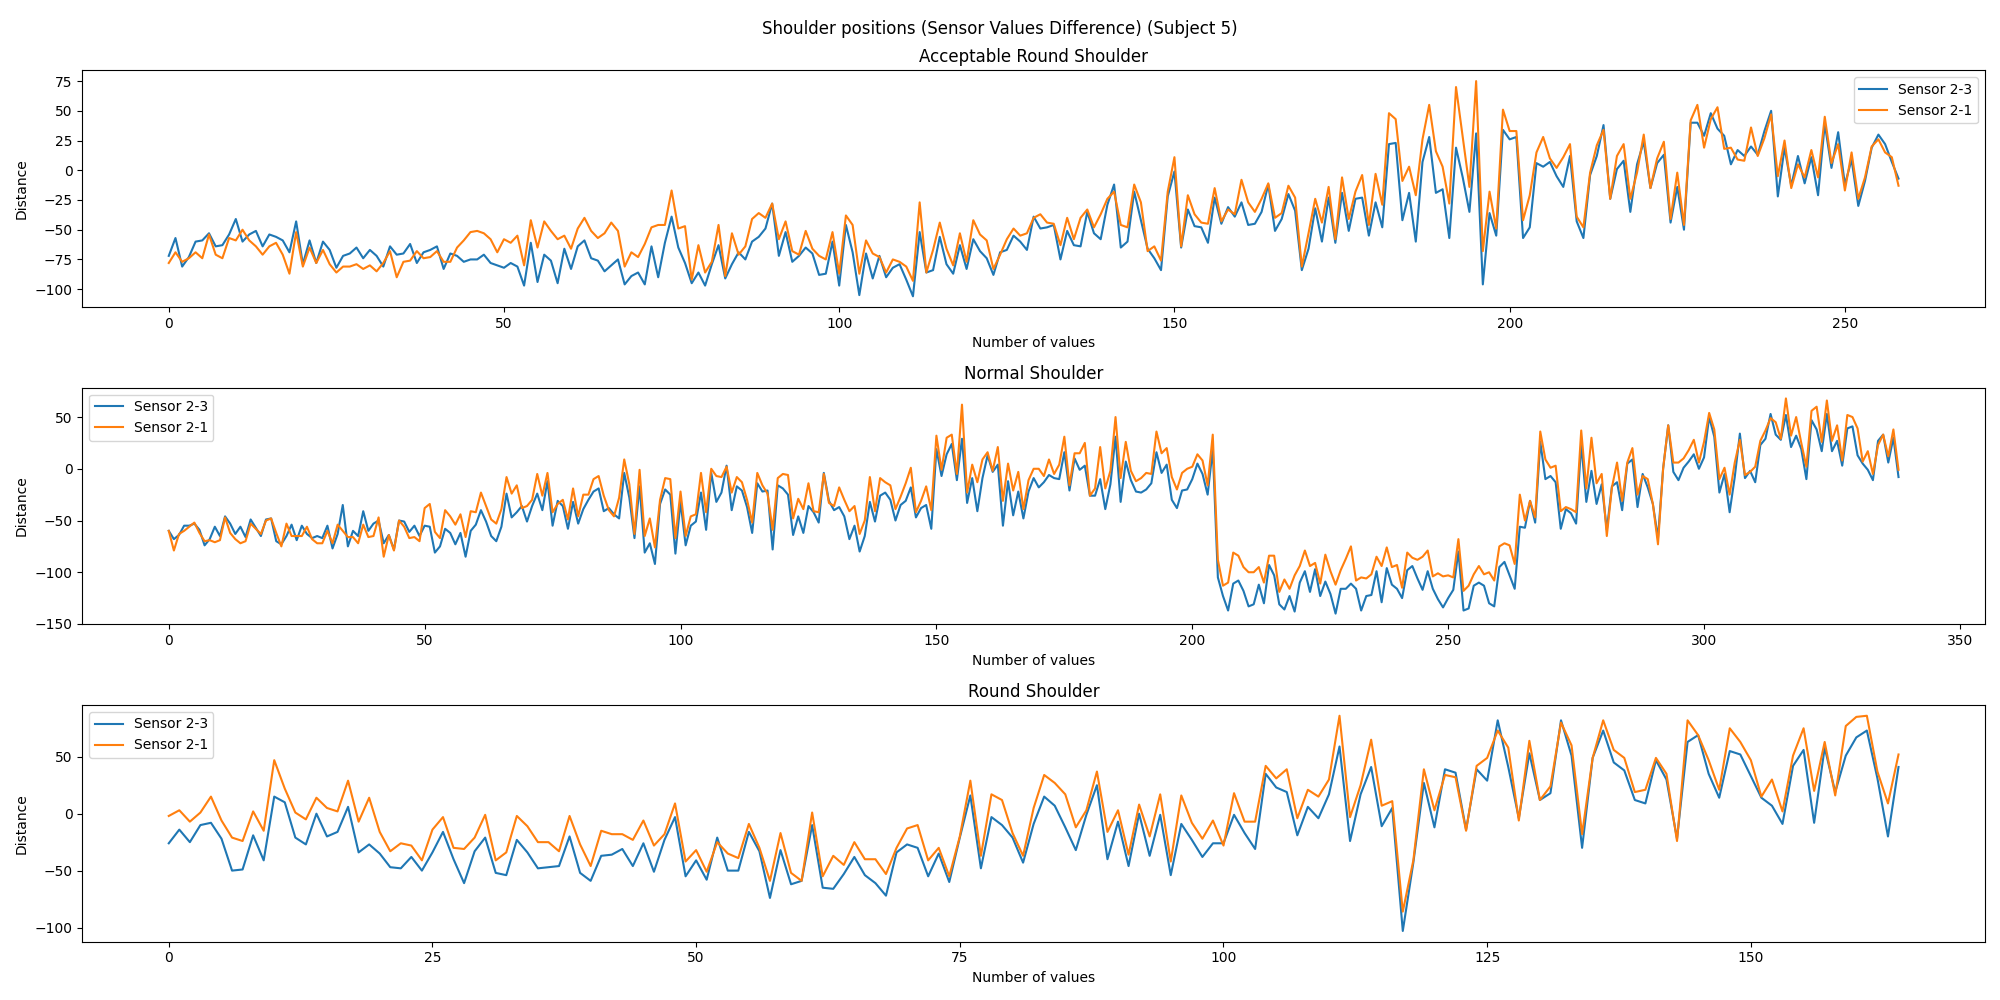 Shoulder positions (Sensor Values Difference) (Subject 5)
Acceptable Round Shoulder
75
50
25
0
−25
−50
−75
−100
Distance
Sensor 2-3
Sensor 2-1
0 50 100 150 200 250
Number of values
Normal Shoulder
50
0
−50
−100
−150
Distance
Sensor 2-3
Sensor 2-1
0 50 100 150 200 250 300 350
Number of values
Round Shoulder
50
0
−50
−100
Distance
Sensor 2-3
Sensor 2-1
0 25 50 75 100 125 150
Number of values